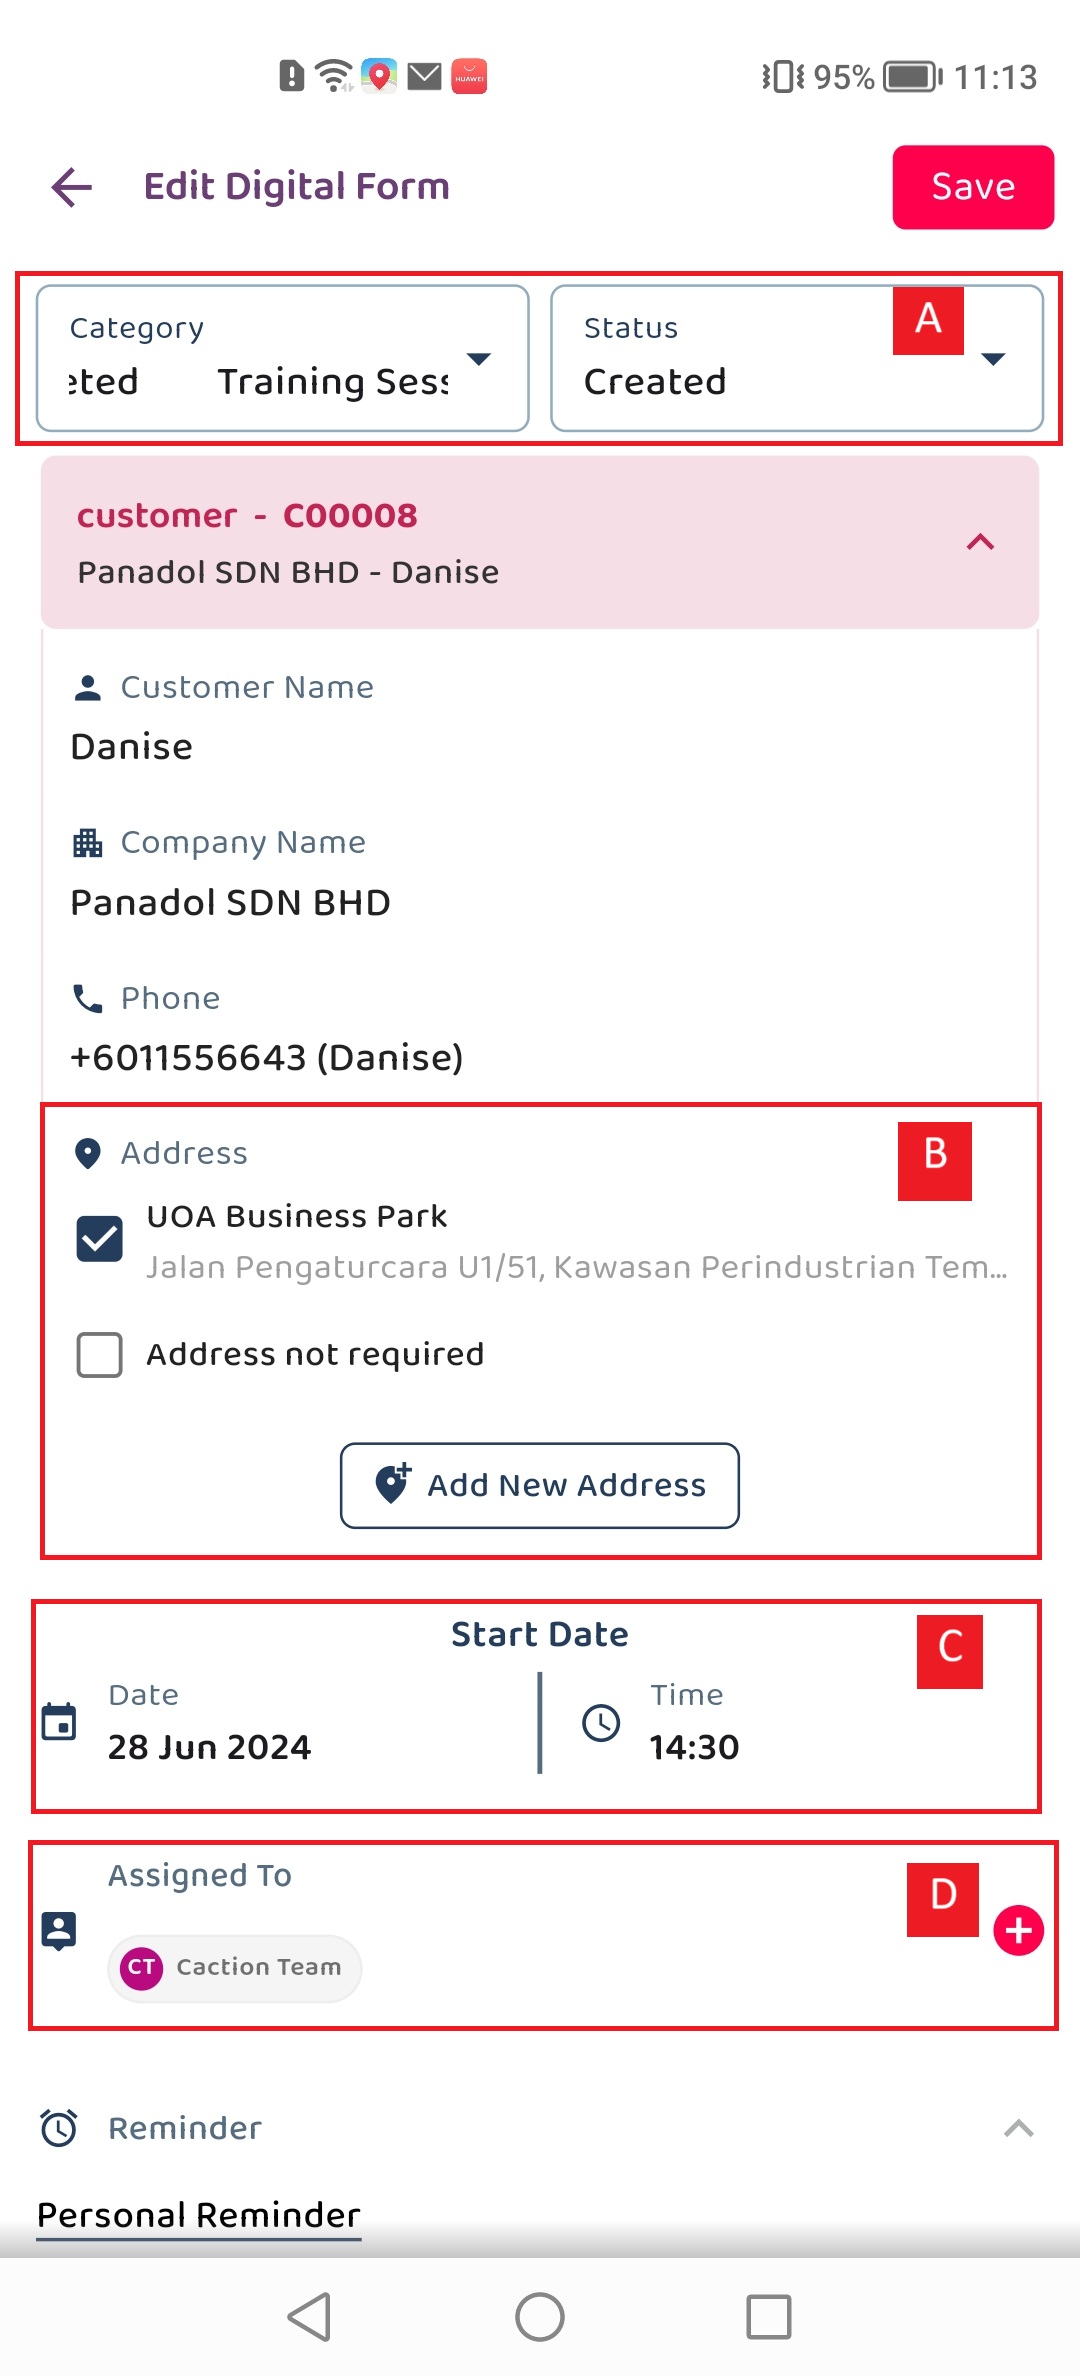 HUAWEI
95% 11:13
Edit Digital Form
Save
Category
eted Training Sess
Status
Created
A
customer - C00008
Panadol SDN BHD - Danise
Customer Name
Danise
Company Name
Panadol SDN BHD
Phone
+6011556643 (Danise)
Address
B
UOA Business Park
Jalan Pengaturcara U1/51, Kawasan Perindustrian Tem...
Address not required
Add New Address
Start Date
C
Date
28 Jun 2024
Time
14:30
Assigned To
D
CT Caction Team
Reminder
Personal Reminder